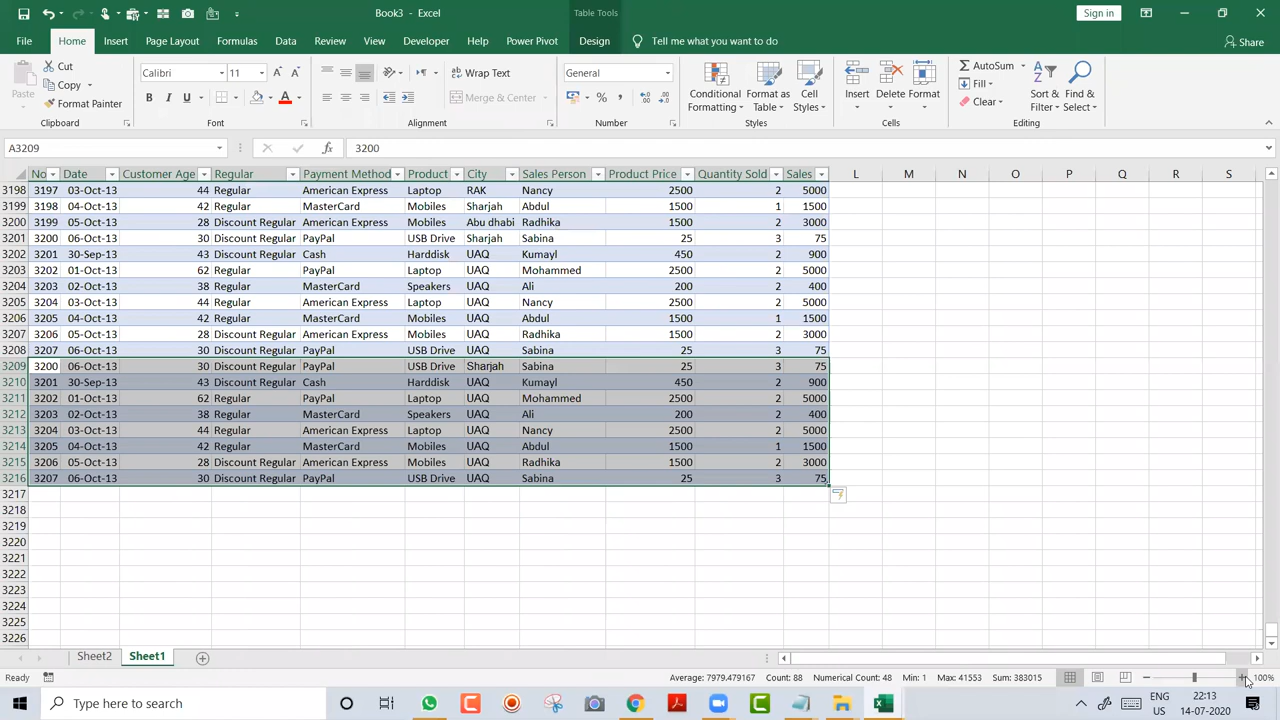 Book3 - Excel
Table Tools
Sign in
File Home Insert Page Layout Formulas Data Review View Developer Help Power Pivot Design Tell me what you want to do Share
Paste
Cut
Copy
Format Painter
Clipboard
Calibri 11
B I U
Font
Wrap Text
Merge & Center
Alignment
General
Number
Conditional Formatting
Format as Table
Cell Styles
Styles
Insert Delete Format
Cells
AutoSum
Fill
Clear
Sort & Filter
Find & Select
Editing
A3209 fx 3200
No Date Customer Age Regular Payment Method Product City Sales Person Product Price Quantity Sold Sales L M N O P Q R S
3198 3197 03-Oct-13 44 Regular American Express Laptop RAK Nancy 2500 2 5000
3199 3198 04-Oct-13 42 Regular MasterCard Mobiles Sharjah Abdul 1500 1 1500
3200 3199 05-Oct-13 28 Discount Regular American Express Mobiles Abu dhabi Radhika 1500 2 3000
3201 3200 06-Oct-13 30 Discount Regular PayPal USB Drive Sharjah Sabina 25 3 75
3202 3201 30-Sep-13 43 Discount Regular Cash Harddisk UAQ Kumayl 450 2 900
3203 3202 01-Oct-13 62 Regular PayPal Laptop UAQ Mohammed 2500 2 5000
3204 3203 02-Oct-13 38 Regular MasterCard Speakers UAQ Ali 200 2 400
3205 3204 03-Oct-13 44 Regular American Express Laptop UAQ Nancy 2500 2 5000
3206 3205 04-Oct-13 42 Regular MasterCard Mobiles UAQ Abdul 1500 1 1500
3207 3206 05-Oct-13 28 Discount Regular American Express Mobiles UAQ Radhika 1500 2 3000
3208 3207 06-Oct-13 30 Discount Regular PayPal USB Drive UAQ Sabina 25 3 75
3209 3200 06-Oct-13 30 Discount Regular PayPal USB Drive Sharjah Sabina 25 3 75
3210 3201 30-Sep-13 43 Discount Regular Cash Harddisk UAQ Kumayl 450 2 900
3211 3202 01-Oct-13 62 Regular PayPal Laptop UAQ Mohammed 2500 2 5000
3212 3203 02-Oct-13 38 Regular MasterCard Speakers UAQ Ali 200 2 400
3213 3204 03-Oct-13 44 Regular American Express Laptop UAQ Nancy 2500 2 5000
3214 3205 04-Oct-13 42 Regular MasterCard Mobiles UAQ Abdul 1500 1 1500
3215 3206 05-Oct-13 28 Discount Regular American Express Mobiles UAQ Radhika 1500 2 3000
3216 3207 06-Oct-13 30 Discount Regular PayPal USB Drive UAQ Sabina 25 3 75
3217
3218
3219
3220
3221
3222
3223
3224
3225
3226
Sheet2 Sheet1
Ready Average: 7979.479167 Count: 88 Numerical Count: 48 Min: 1 Max: 41553 Sum: 383015 100%
Type here to search
ENG
US
22:13
14-07-2020